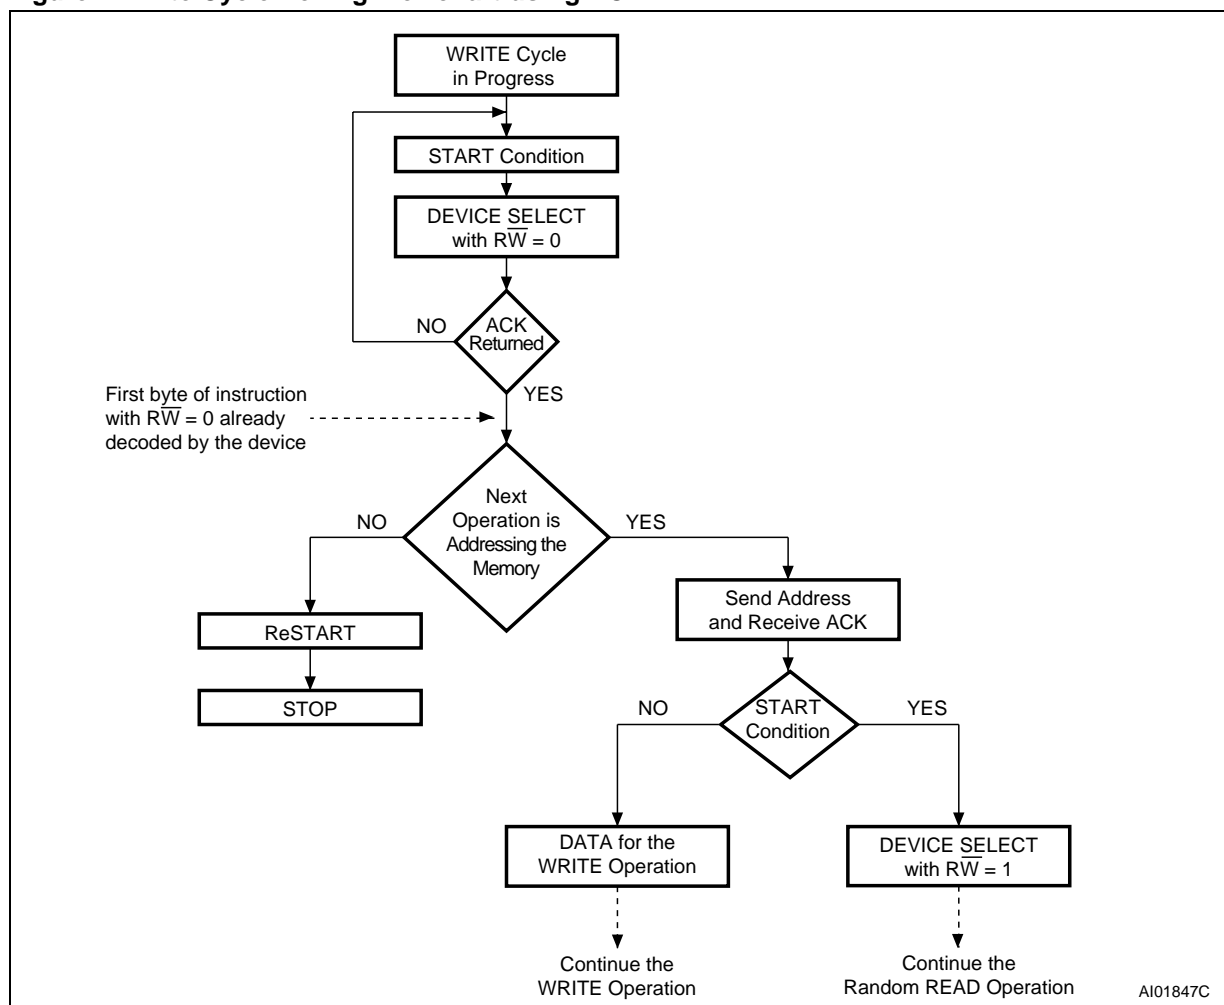 WRITE Cycle
in Progress
START Condition
DEVICE SELECT
with RW̅ = 0
NO
ACK
Returned
YES
First byte of instruction
with RW̅ = 0 already
decoded by the device
NO
Next
Operation is
Addressing the
Memory
YES
Send Address
and Receive ACK
ReSTART
STOP
NO
START
Condition
YES
DATA for the
WRITE Operation
DEVICE SELECT
with RW̅ = 1
Continue the
WRITE Operation
Continue the
Random READ Operation
AI01847C